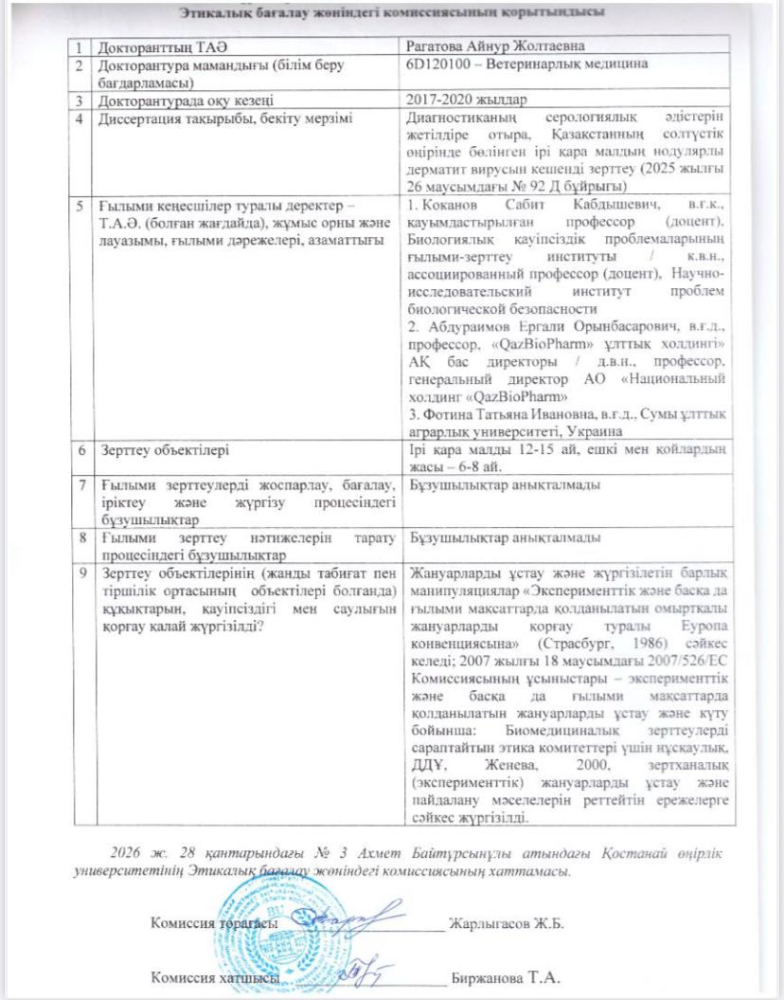 Этикалық бағалау жөніндегі комиссиясының қорытындысы
1 Докторанттың ТАӘ Рагатова Айнур Жолтаевна
2 Докторантура мамандығы (білім беру бағдарламасы) 6D120100 – Ветеринарлық медицина
3 Докторантурада оқу кезеңі 2017-2020 жылдар
4 Диссертация тақырыбы, бекіту мерзімі
Диагностиканың серологиялық әдістерін
жетілдіре отыра, Қазақстанның солтүстік
өңірінде бөлінген ірі қара малдың нодулярлы
дерматит вирусын кешенді зерттеу (2025 жылғы
26 маусымдағы № 92 Д бұйрығы)
5 Ғылыми кеңесшілер туралы деректер –
Т.А.Ә. (болған жағдайда), жұмыс орны және
лауазымы, ғылыми дәрежелері, азаматтығы
1. Коканов Сабит Кабдышевич, в.ғ.к.,
қауымдастырылған профессор (доцент),
Биологиялық қауіпсіздік проблемаларының
ғылыми-зерттеу институты / к.в.н.,
ассоциированный профессор (доцент), Научно-
исследовательский институт проблем
биологической безопасности
2. Абдураимов Ергали Орынбасарович, в.ғ.д.,
профессор, «QazBioPharm» ұлттық холдингі»
АҚ бас директоры / д.в.н., профессор,
генеральный директор АО «Национальный
холдинг «QazBioPharm»
3. Фотина Татьяна Ивановна, в.ғ.д., Сумы ұлттық
аграрлық университеті, Украина
6 Зерттеу объектілері
Ірі қара малды 12-15 ай, ешкі мен қойлардың
жасы – 6-8 ай.
7 Ғылыми зерттеулерді жоспарлау, бағалау,
іріктеу және жүргізу процесіндегі
бұзушылықтар
Бұзушылықтар анықталмады
8 Ғылыми зерттеу нәтижелерін тарату
процесіндегі бұзушылықтар
Бұзушылықтар анықталмады
9 Зерттеу объектілерінің (жанды табиғат пен
тіршілік ортасының объектілері болғанда)
құқықтарын, қауіпсіздігі мен саулығын
қорғау қалай жүргізілді?
Жануарларды ұстау және жүргізілетін барлық
манипуляциялар «Эксперименттік және басқа да
ғылыми мақсаттарда қолданылатын омыртқалы
жануарларды қорғау туралы Еуропа
конвенциясына» (Страсбург, 1986) сәйкес
келеді; 2007 жылғы 18 маусымдағы 2007/526/ЕС
Комиссиясының ұсыныстары – эксперименттік
және басқа да ғылыми мақсаттарда
қолданылатын жануарларды ұстау және күту
бойынша: Биомедициналық зерттеулерді
сараптайтын этика комитеттері үшін нұсқаулық,
ДДҰ, Женева, 2000, зертханалық
(эксперименттік) жануарларды ұстау және
пайдалану мәселелерін реттейтін ережелерге
сәйкес жүргізілді.
2026 ж. 28 қантарындағы № 3 Ахмет Байтұрсынұлы атындағы Қостанай өңірлік
университетінің Этикалық бағалау жөніндегі комиссиясының хаттамасы.
Комиссия төрағасы Жарлыгасов Ж.Б.
Комиссия хатшысы Биржанова Т.А.